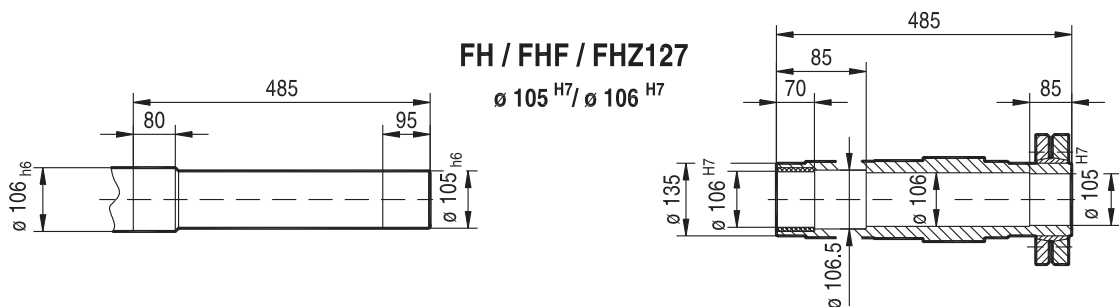 FH / FHF / FHZ127
ø 105 H7/ ø 106 H7
485
80
95
ø 106 h6
ø 105 h6
485
85
70
85
ø 135
ø 106 H7
ø 106.5
ø 106
ø 105 H7